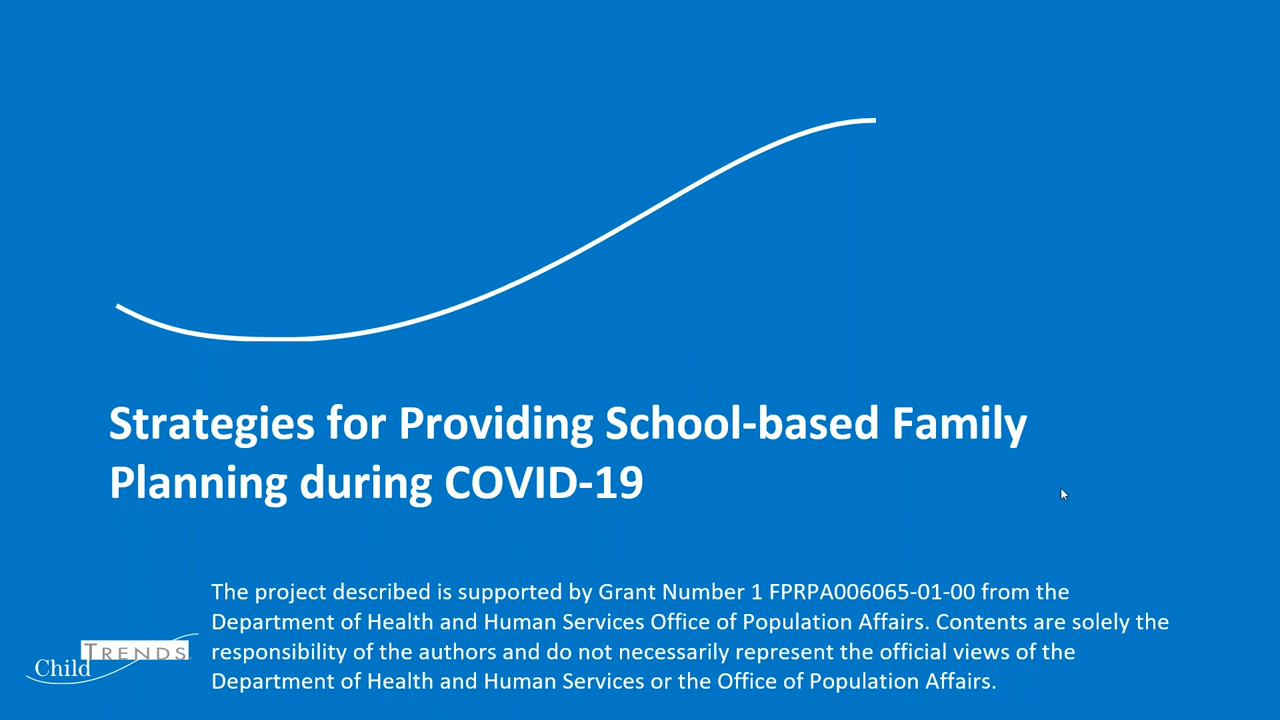 Strategies for Providing School-based Family
Planning during COVID-19
The project described is supported by Grant Number 1 FPRPA006065-01-00 from the
Department of Health and Human Services Office of Population Affairs. Contents are solely the
responsibility of the authors and do not necessarily represent the official views of the
Department of Health and Human Services or the Office of Population Affairs.
Child TRENDS